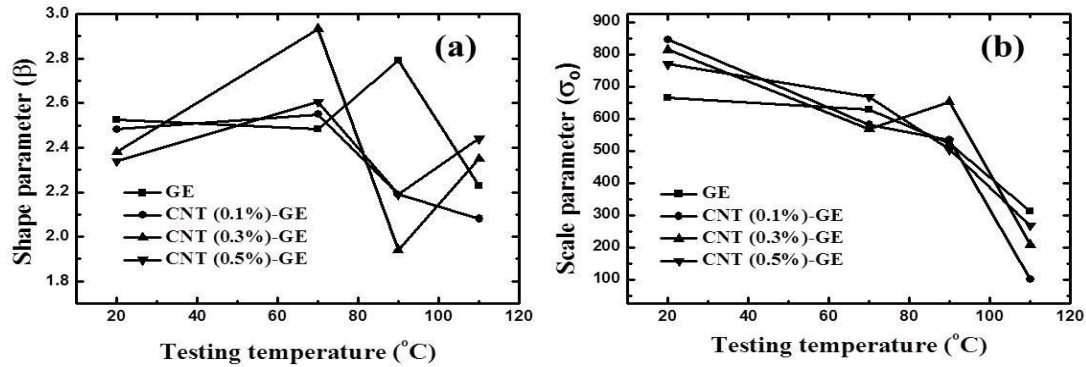 3.0
2.8
2.6
2.4
2.2
2.0
1.8
Shape parameter (β)
(a)
GE
CNT (0.1%)-GE
CNT (0.3%)-GE
CNT (0.5%)-GE
20 40 60 80 100 120
Testing temperature (°C)
900
800
700
600
500
400
300
200
100
Scale parameter (σ₀)
(b)
GE
CNT (0.1%)-GE
CNT (0.3%)-GE
CNT (0.5%)-GE
20 40 60 80 100 120
Testing temperature (°C)